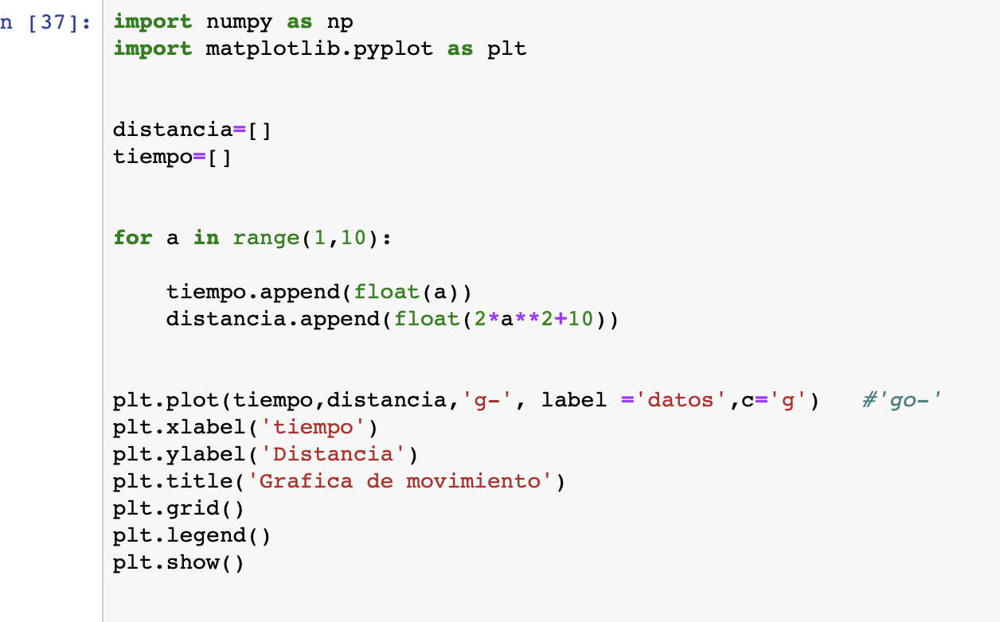 n [37]:
import numpy as np
import matplotlib.pyplot as plt
distancia=[]
tiempo=[]
for a in range(1,10):
    tiempo.append(float(a))
    distancia.append(float(2*a**2+10))
plt.plot(tiempo,distancia,'g-', label ='datos',c='g')   #'go-'
plt.xlabel('tiempo')
plt.ylabel('Distancia')
plt.title('Grafica de movimiento')
plt.grid()
plt.legend()
plt.show()